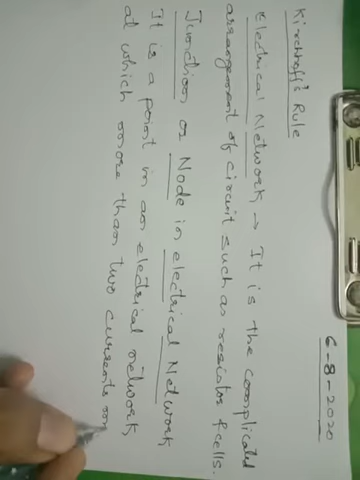 6-8-2020
Kirchhoff's Rule
Electrical Network → It is the complicated
arrangement of circuit such as resistor & cells.
Junction or Node in electrical Network
It is a point in an electrical network
at which more than two currents